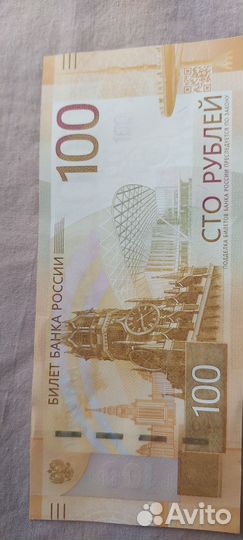 БИЛЕТ БАНКА РОССИИ
100
СТО РУБЛЕЙ
ПОДДЕЛКА БИЛЕТОВ БАНКА РОССИИ ПРЕСЛЕДУЕТСЯ ПО ЗАКОНУ
100
Avito